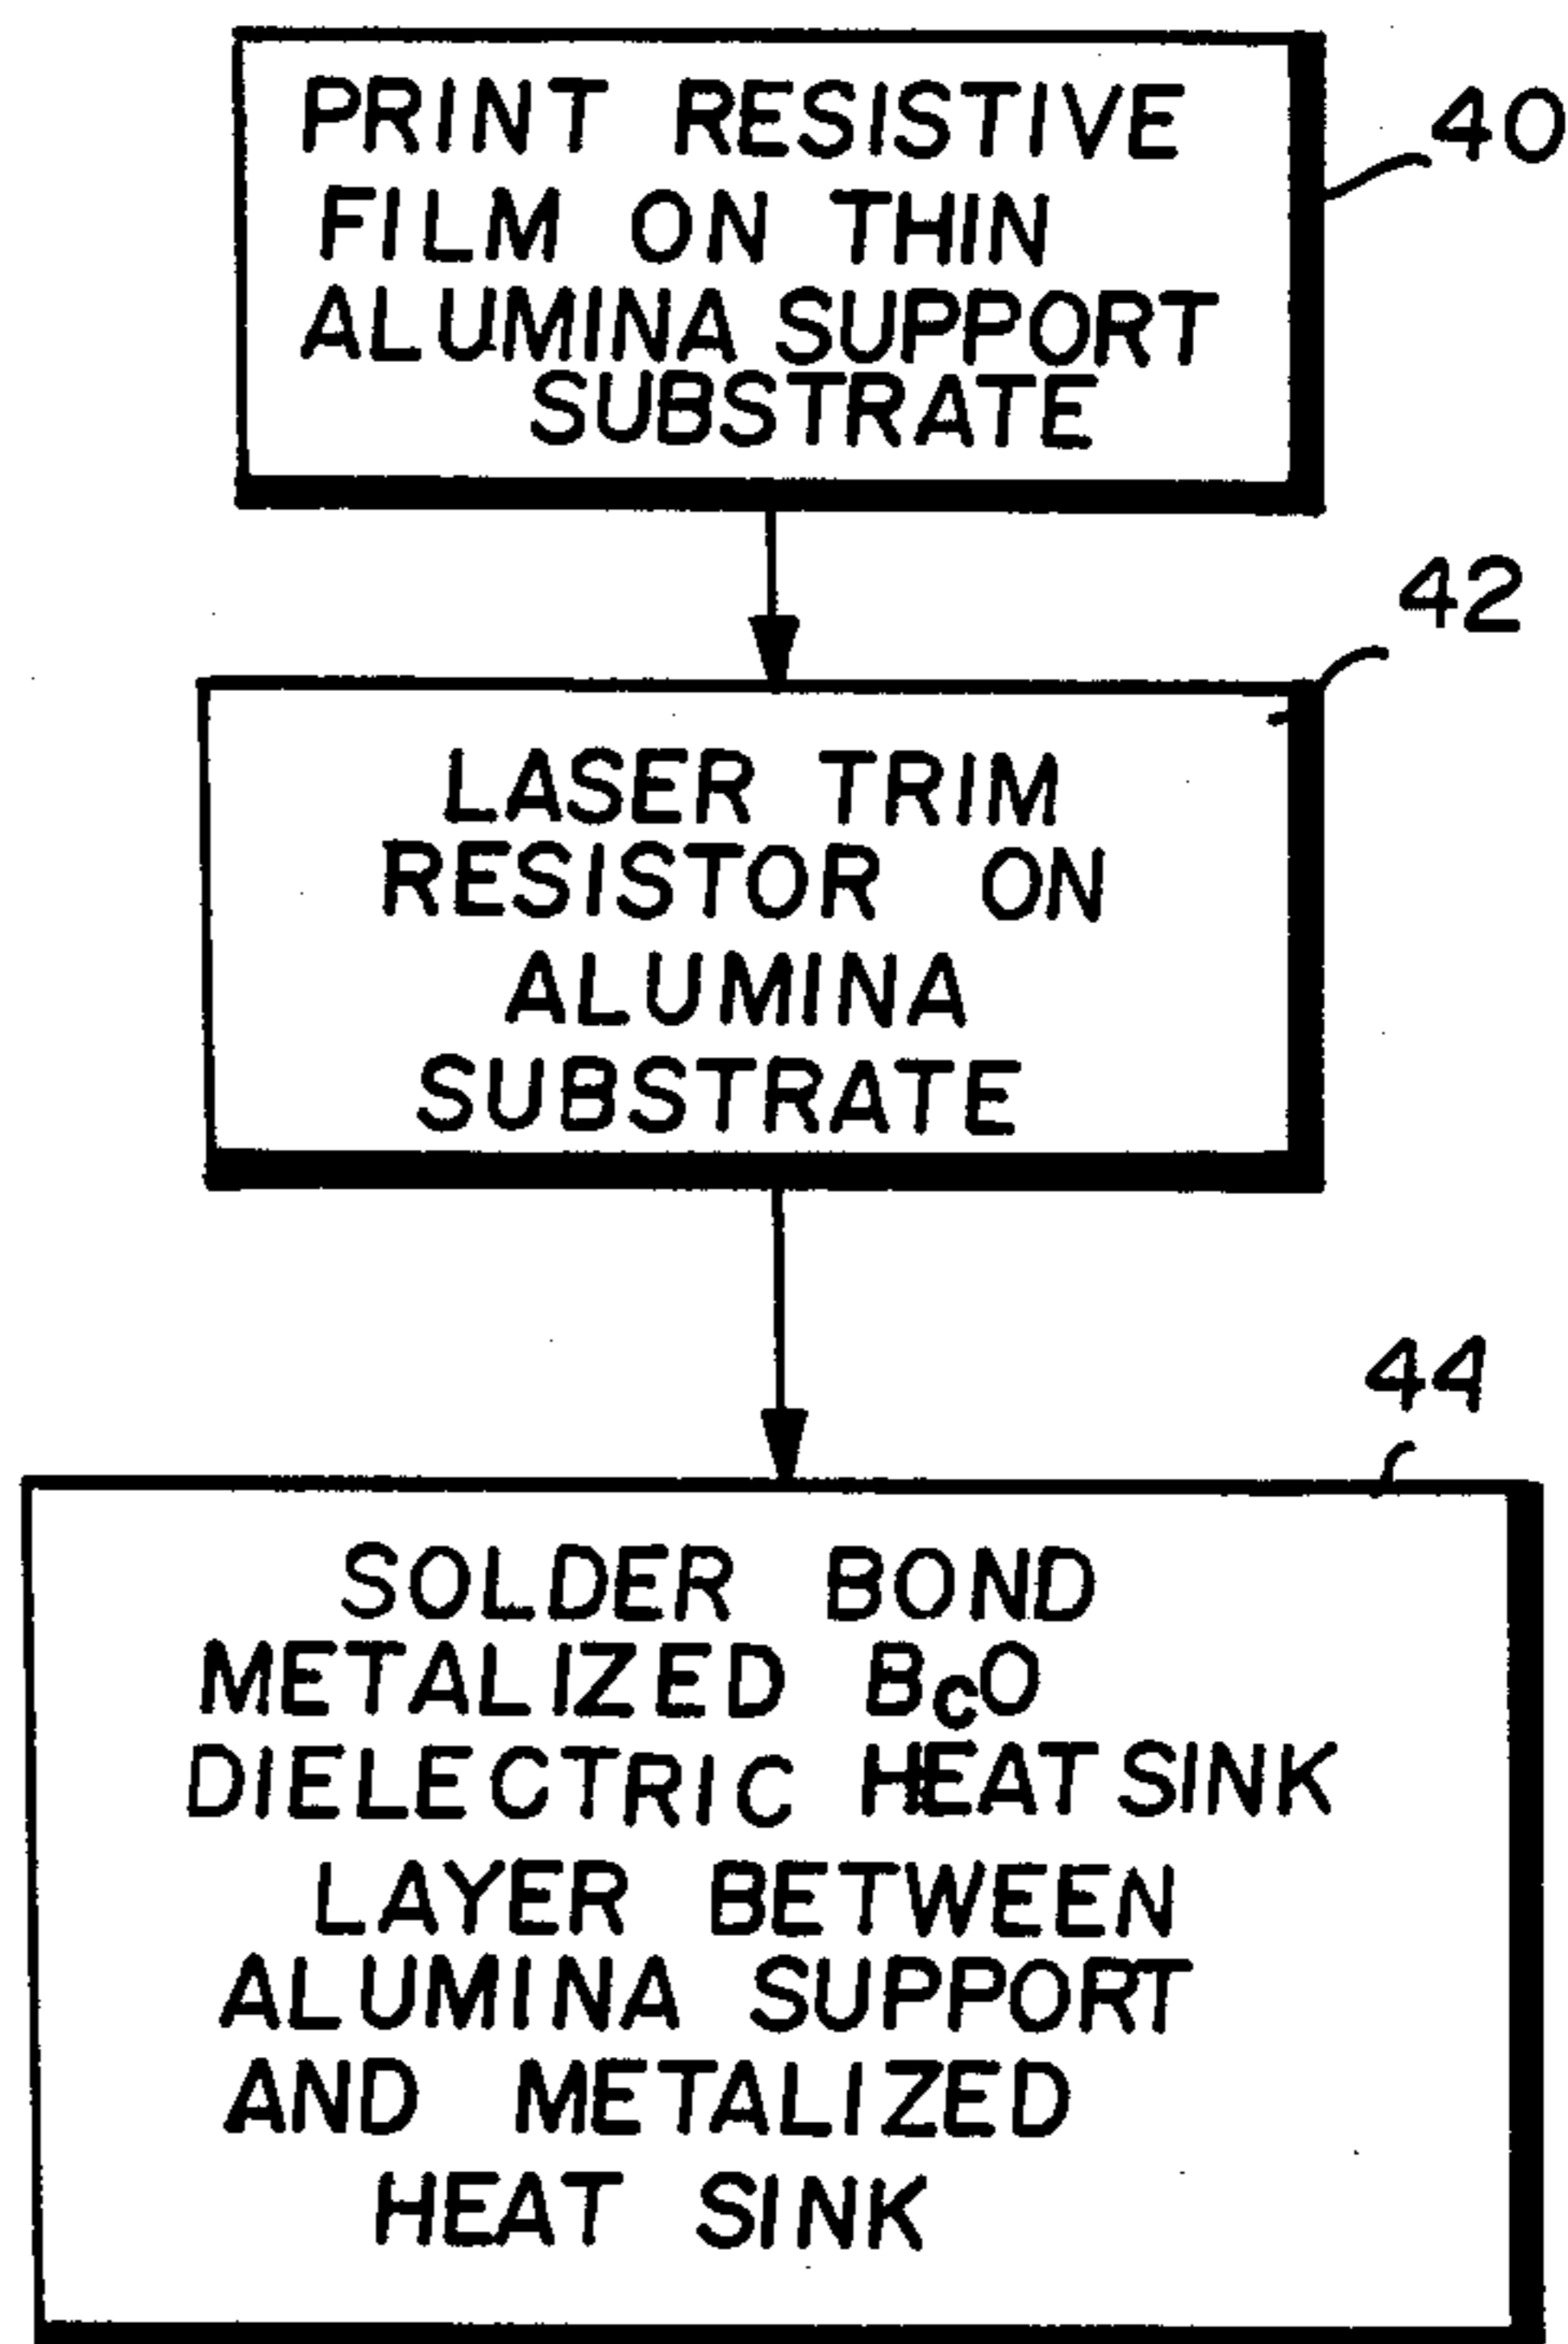 PRINT RESISTIVE
FILM ON THIN
ALUMINA SUPPORT
SUBSTRATE
40
LASER TRIM
RESISTOR ON
ALUMINA
SUBSTRATE
42
SOLDER BOND
METALIZED BcO
DIELECTRIC HEAT SINK
LAYER BETWEEN
ALUMINA SUPPORT
AND METALIZED
HEAT SINK
44